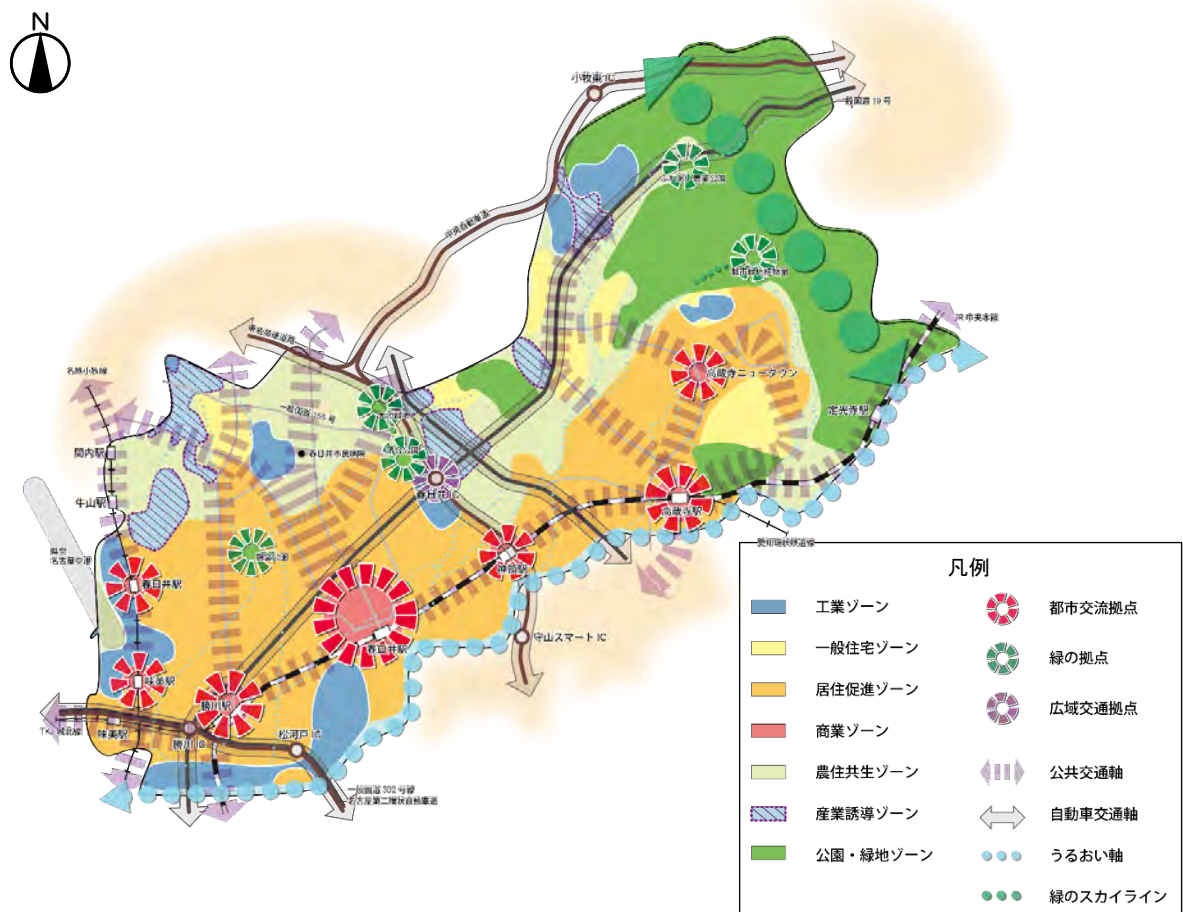 N
小牧東IC
一般国道19号
中央自動車道
都市緑化植物園
東名高速道路
JR中央本線
名鉄小牧線
高蔵寺ニュータウン
定光寺駅
一般国道155号
間内駅
春日井市民病院
牛山駅
春日井IC
高蔵寺駅
愛知環状鉄道線
県営
名古屋空港
神領駅
春日井駅
守山スマートIC
春日井駅
味美駅
勝川駅
味美駅
勝川IC
松河戸IC
一般国道302号線
名古屋第二環状自動車道
凡例
工業ゾーン
一般住宅ゾーン
居住促進ゾーン
商業ゾーン
農住共生ゾーン
産業誘導ゾーン
公園・緑地ゾーン
都市交流拠点
緑の拠点
広域交通拠点
公共交通軸
自動車交通軸
うるおい軸
緑のスカイライン